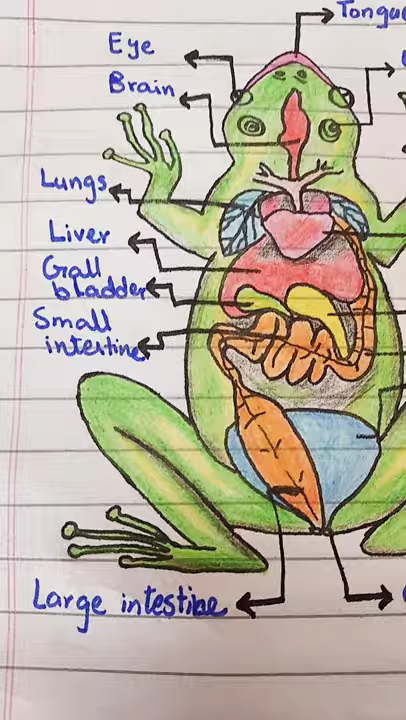 Tongue
Eye
Brain
Lungs
Liver
Gall
bladder
Small
intestine
Large intestine